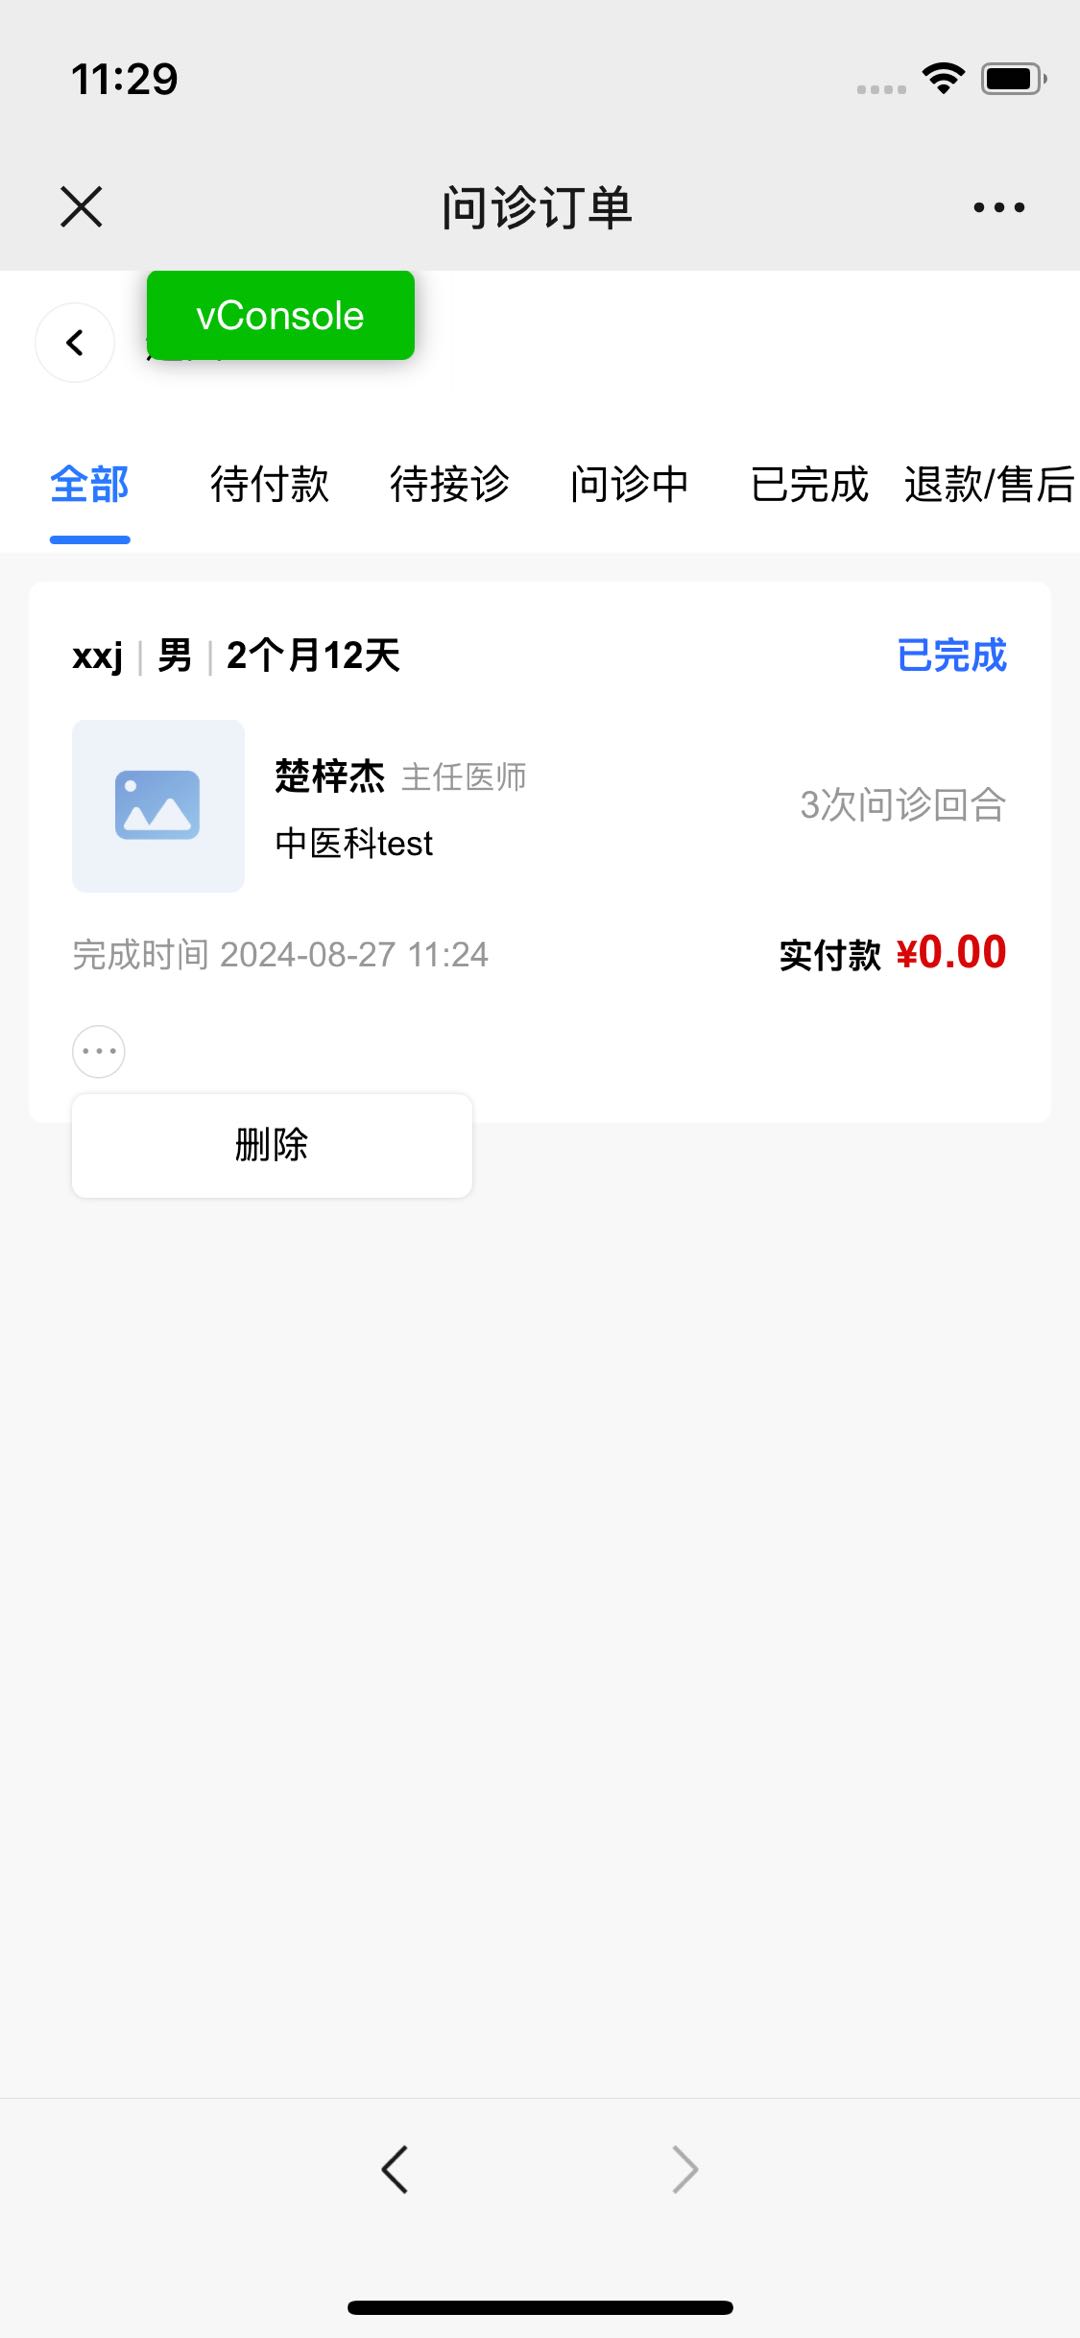 11:29
问诊订单
vConsole
全部 待付款 待接诊 问诊中 已完成 退款/售后
xxj | 男 | 2个月12天 已完成
楚梓杰 主任医师
3次问诊回合
中医科test
完成时间 2024-08-27 11:24 实付款 ¥0.00
删除